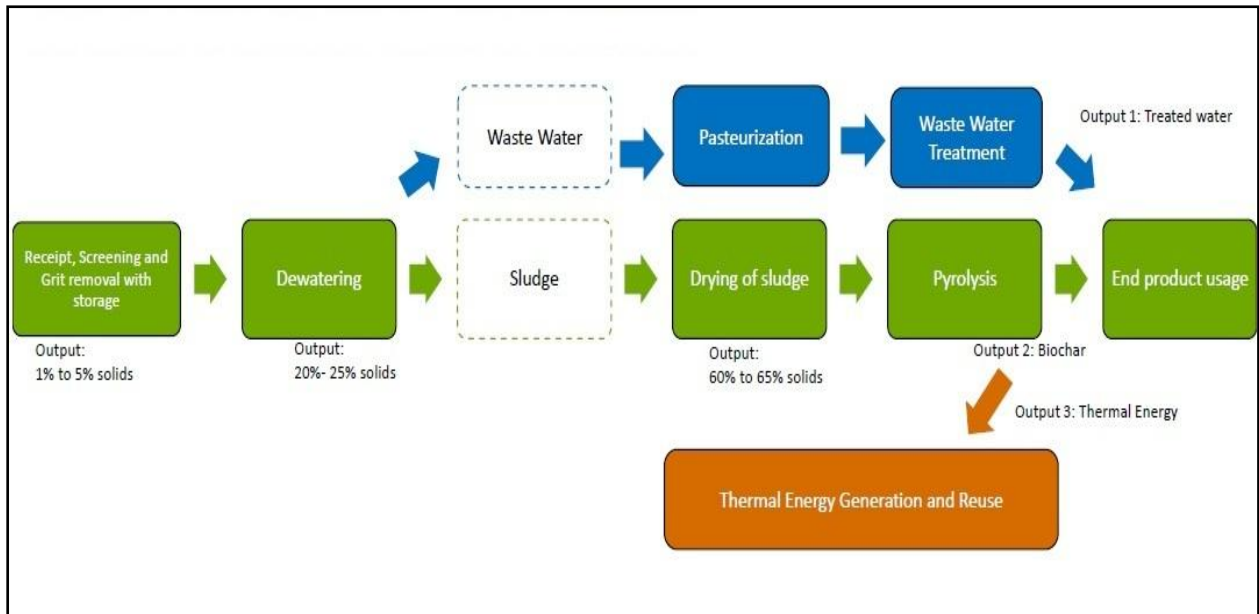 Waste Water
Pasteurization
Waste Water
Treatment
Output 1: Treated water
Receipt, Screening and
Grit removal with
storage
Dewatering
Sludge
Drying of sludge
Pyrolysis
End product usage
Output:
1% to 5% solids
Output:
20%- 25% solids
Output:
60% to 65% solids
Output 2: Biochar
Output 3: Thermal Energy
Thermal Energy Generation and Reuse